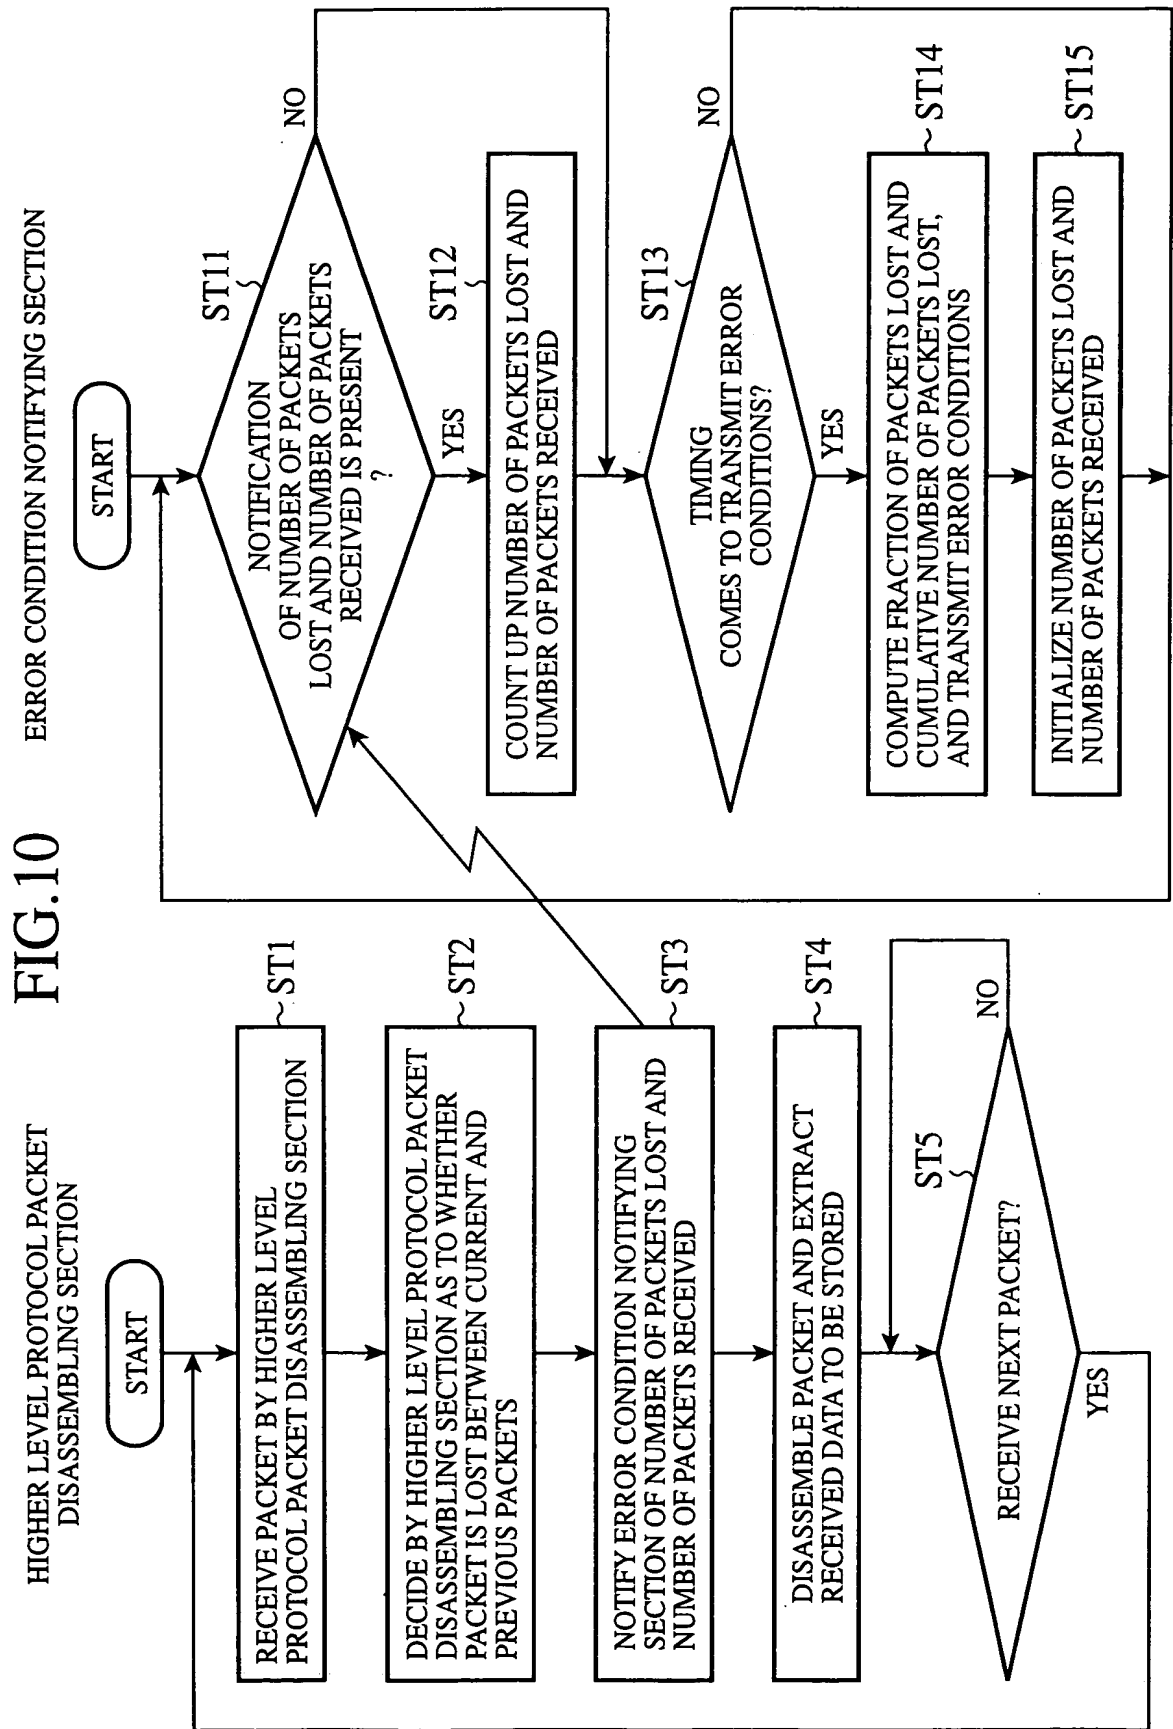 FIG.10
HIGHER LEVEL PROTOCOL PACKET
DISASSEMBLING SECTION
START
RECEIVE PACKET BY HIGHER LEVEL
PROTOCOL PACKET DISASSEMBLING SECTION
ST1
DECIDE BY HIGHER LEVEL PROTOCOL PACKET
DISASSEMBLING SECTION AS TO WHETHER
PACKET IS LOST BETWEEN CURRENT AND
PREVIOUS PACKETS
ST2
NOTIFY ERROR CONDITION NOTIFYING
SECTION OF NUMBER OF PACKETS LOST AND
NUMBER OF PACKETS RECEIVED
ST3
DISASSEMBLE PACKET AND EXTRACT
RECEIVED DATA TO BE STORED
ST4
ST5
RECEIVE NEXT PACKET?
NO
YES
ERROR CONDITION NOTIFYING SECTION
START
ST11
NOTIFICATION
OF NUMBER OF PACKETS
LOST AND NUMBER OF PACKETS
RECEIVED IS PRESENT
?
NO
YES
ST12
COUNT UP NUMBER OF PACKETS LOST AND
NUMBER OF PACKETS RECEIVED
ST13
TIMING
COMES TO TRANSMIT ERROR
CONDITIONS?
NO
YES
COMPUTE FRACTION OF PACKETS LOST AND
CUMULATIVE NUMBER OF PACKETS LOST,
AND TRANSMIT ERROR CONDITIONS
ST14
INITIALIZE NUMBER OF PACKETS LOST AND
NUMBER OF PACKETS RECEIVED
ST15